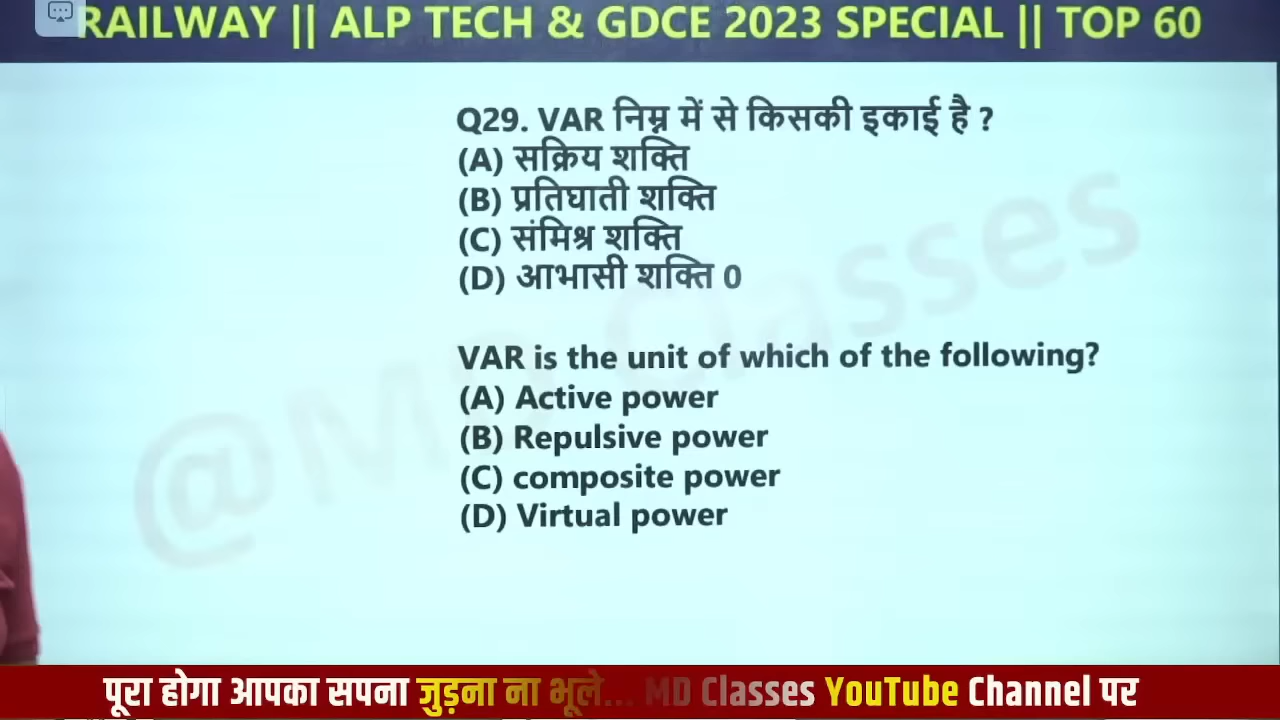 RAILWAY || ALP TECH & GDCE 2023 SPECIAL || TOP 60
Q29. VAR निम्न में से किसकी इकाई है ?
(A) सक्रिय शक्ति
(B) प्रतिघाती शक्ति
(C) संमिश्र शक्ति
(D) आभासी शक्ति 0
VAR is the unit of which of the following?
(A) Active power
(B) Repulsive power
(C) composite power
(D) Virtual power
@MD Classes
पूरा होगा आपका सपना जुड़ना ना भूले... MD Classes YouTube Channel पर